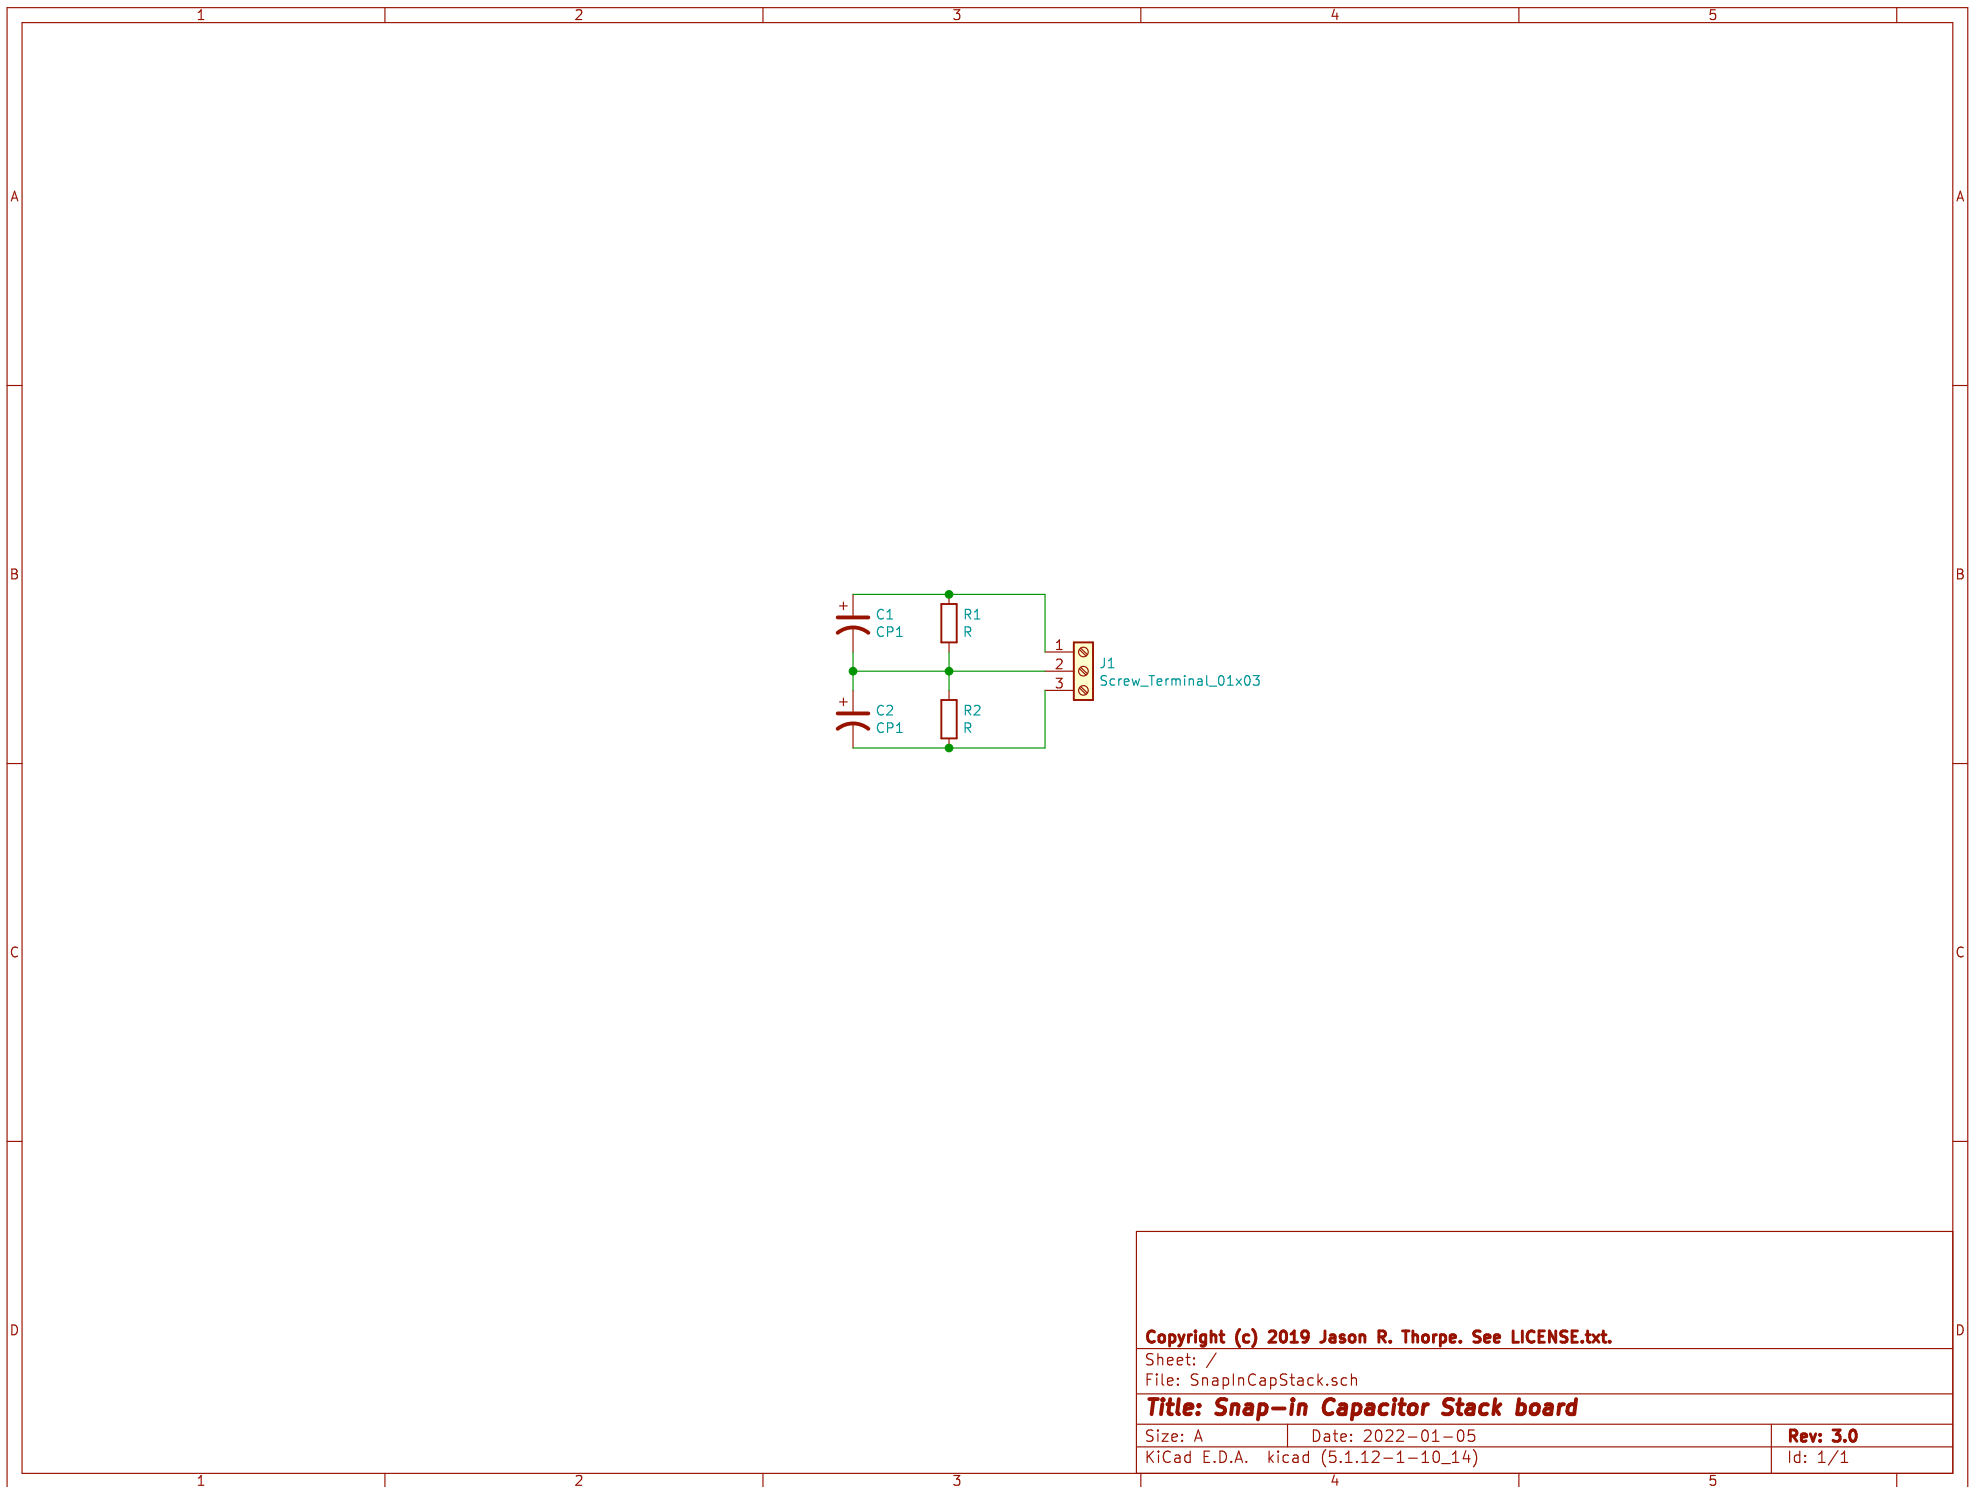 1 2 3 4 5
A A
B B
+ C1 R1
CP1 R
1
2 J1
3 Screw_Terminal_01x03
+ C2 R2
CP1 R
C C
D D
Copyright (c) 2019 Jason R. Thorpe. See LICENSE.txt.
Sheet: /
File: SnapInCapStack.sch
Title: Snap-in Capacitor Stack board
Size: A Date: 2022-01-05 Rev: 3.0
KiCad E.D.A. kicad (5.1.12-1-10_14) Id: 1/1
1 2 3 4 5